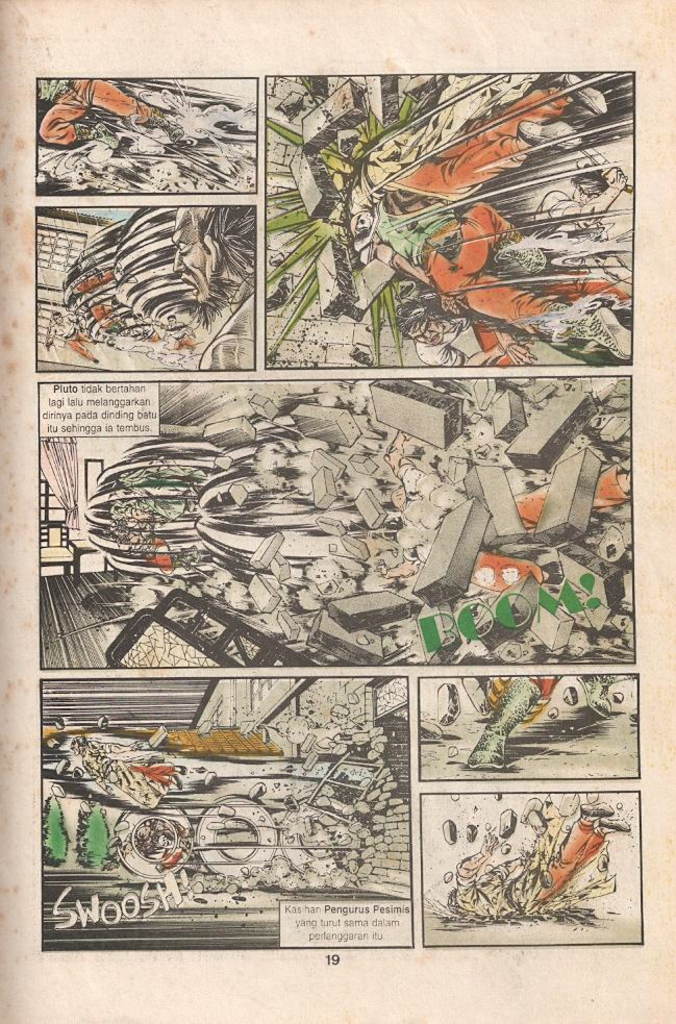 Pluto tidak bertahan
lagi lalu melanggarkan
dirinya pada dinding batu
itu sehingga ia tembus.
BOOM!
SWOOSH!
Kasihan Pengurus Pesimis
yang turut sama dalam
perlanggaran itu.
19